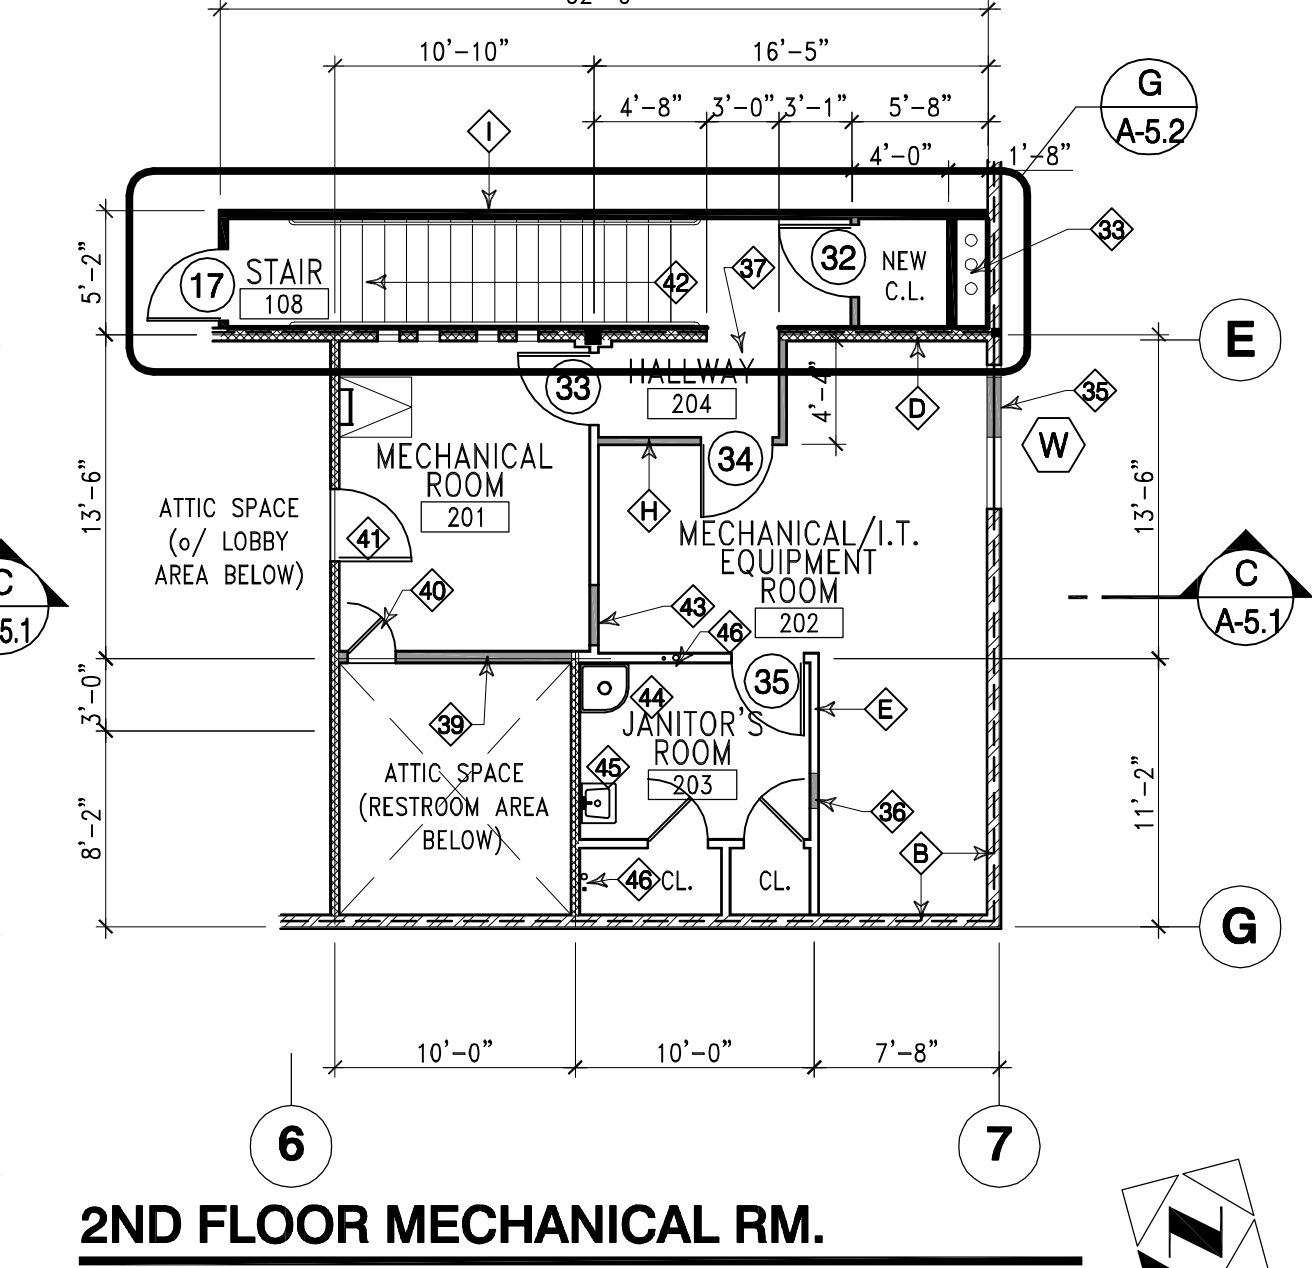 10'-10"
16'-5"
4'-8"
3'-0"
3'-1"
5'-8"
4'-0"
1'-8"
G
A-5.2
I
33
5'-2"
17
STAIR
108
42
37
32
NEW
C.L.
E
33
HALLWAY
204
4'-4"
D
35
W
MECHANICAL
ROOM
201
34
H
13'-6"
13'-6"
ATTIC SPACE
(o/ LOBBY
AREA BELOW)
41
MECHANICAL/I.T.
EQUIPMENT
ROOM
202
40
43
46
C
5.1
C
A-5.1
3'-0"
39
44
35
E
JANITOR'S
ROOM
203
45
ATTIC SPACE
(RESTROOM AREA
BELOW)
36
8'-2"
11'-2"
B
46
CL.
CL.
G
10'-0"
10'-0"
7'-8"
6
7
2ND FLOOR MECHANICAL RM.
N